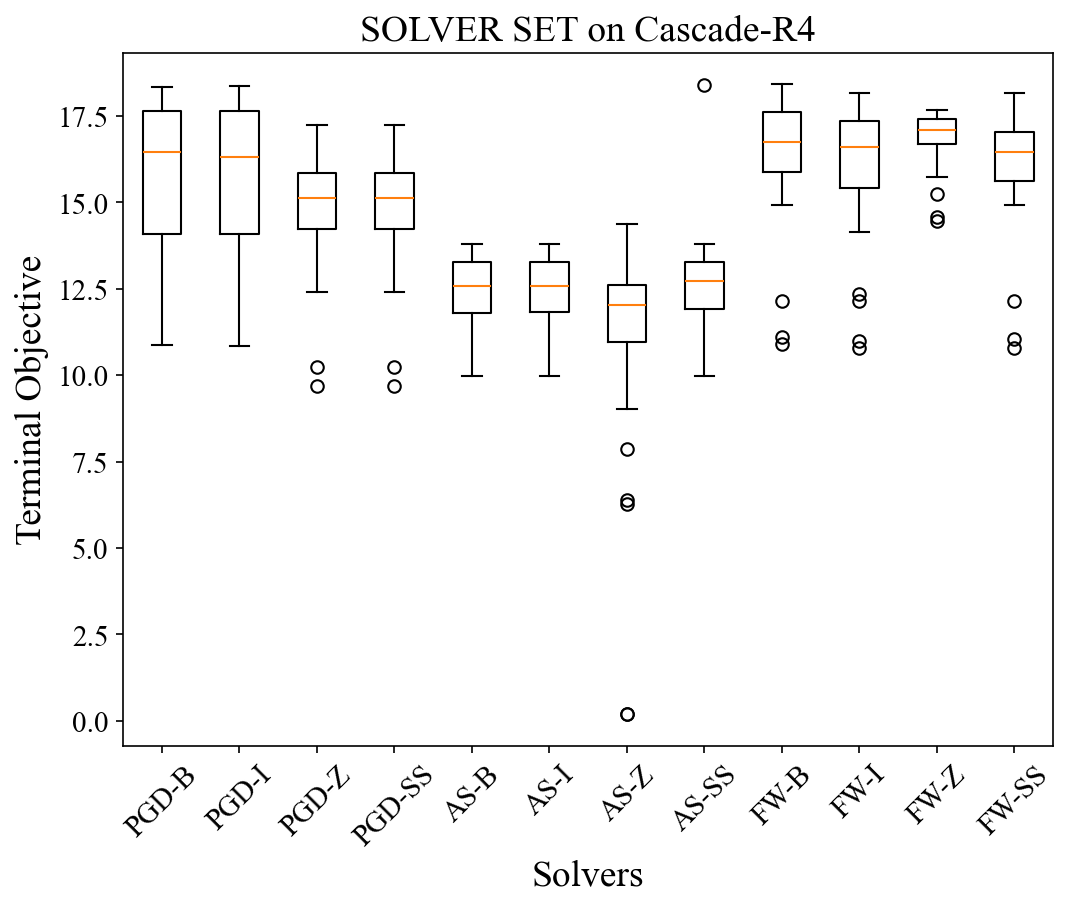 SOLVER SET on Cascade-R4
Terminal Objective
17.5
15.0
12.5
10.0
7.5
5.0
2.5
0.0
PGD-B
PGD-I
PGD-Z
PGD-SS
AS-B
AS-I
AS-Z
AS-SS
FW-B
FW-I
FW-Z
FW-SS
Solvers